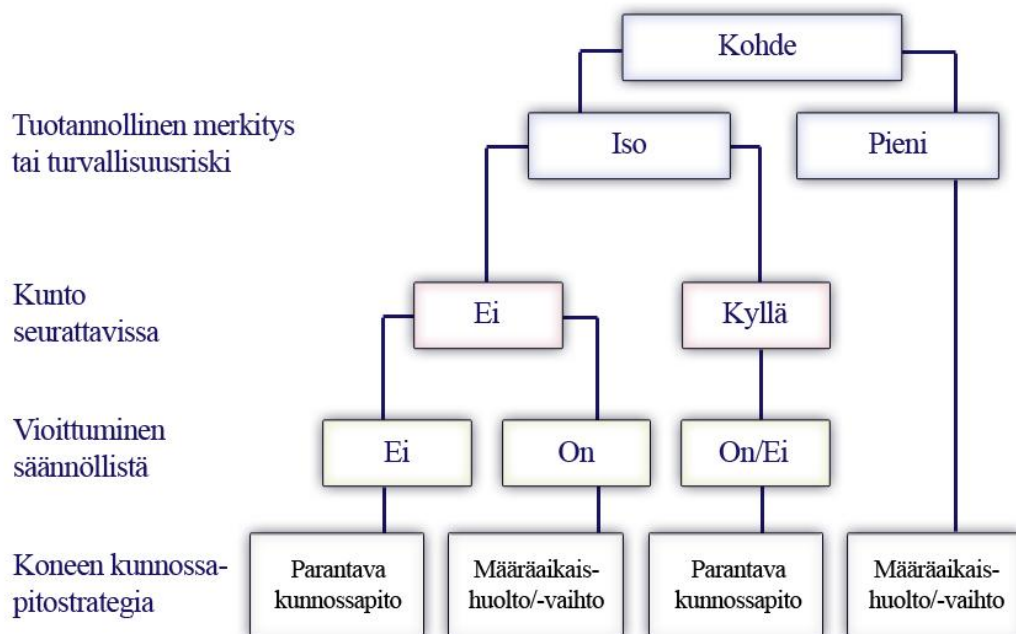 Kohde
Tuotannollinen merkitys
tai turvallisuusriski
Iso
Pieni
Kunto
seurattavissa
Ei
Kyllä
Vioittuminen
säännöllistä
Ei
On
On/Ei
Koneen kunnossa-
pitostrategia
Parantava
kunnossapito
Määräaikais-
huolto/-vaihto
Parantava
kunnossapito
Määräaikais-
huolto/-vaihto